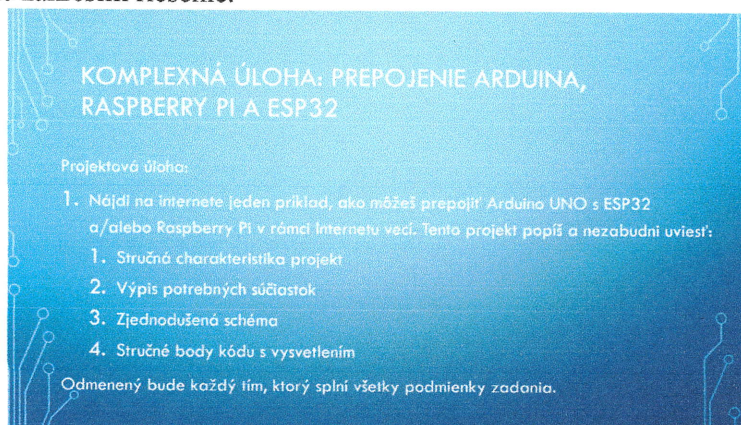 riešenie.
KOMPLEXNÁ ÚLOHA: PREPOJENIE ARDUINA,
RASPBERRY PI A ESP32
Projektová úloha:
1. Nájdi na internete jeden príklad, ako môžeš prepojiť Arduino UNO s ESP32
a/alebo Raspberry Pi v rámci Internetu vecí. Tento projekt popíš a nezabudni uviesť:
1. Stručná charakteristika projekt
2. Výpis potrebných súčiastok
3. Zjednodušená schéma
4. Stručné body kódu s vysvetlením
Odmenený bude každý tím, ktorý splní všetky podmienky zadania.